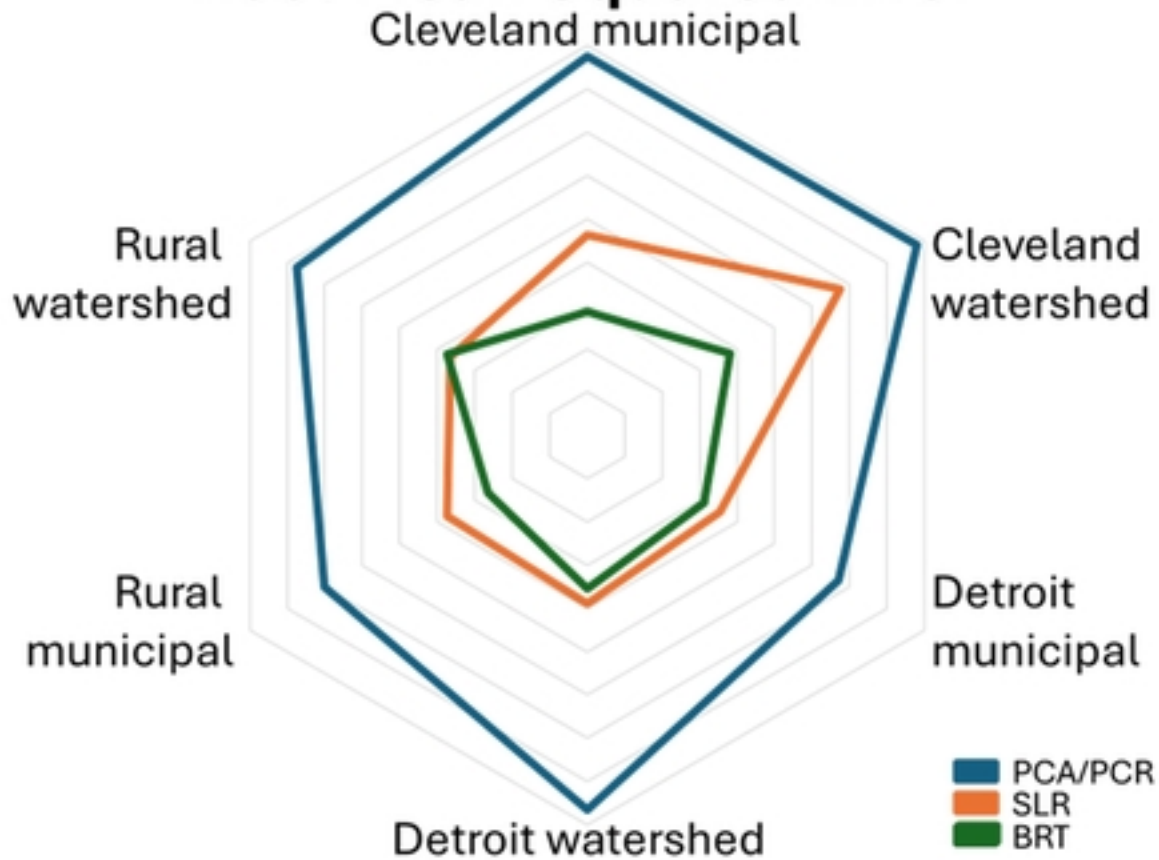 Cleveland municipal
Rural
watershed
Cleveland
watershed
Rural
municipal
Detroit
municipal
Detroit watershed
PCA/PCR
SLR
BRT